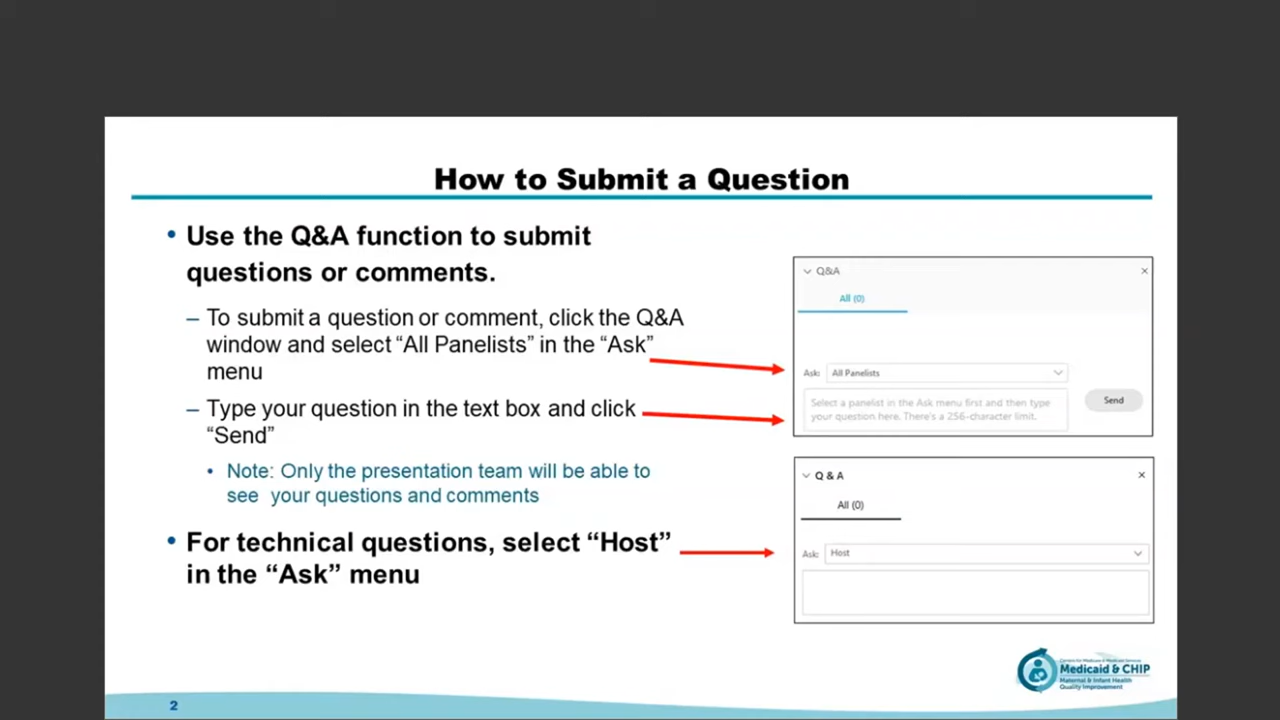 How to Submit a Question
• Use the Q&A function to submit
questions or comments.
– To submit a question or comment, click the Q&A
window and select “All Panelists” in the “Ask”
menu
– Type your question in the text box and click
“Send”
• Note: Only the presentation team will be able to
see your questions and comments
• For technical questions, select “Host”
in the “Ask” menu
Q&A
All (0)
Ask: All Panelists
Select a panelist in the Ask menu first and then type
your question here. There's a 256-character limit.
Send
Q & A
All (0)
Ask: Host
Centers for Medicare & Medicaid Services
Medicaid & CHIP
Maternal & Infant Health
Quality Improvement
2